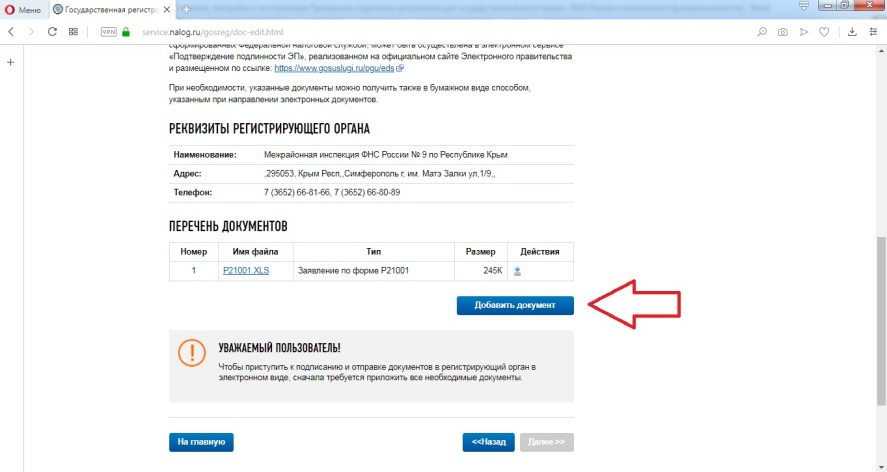 Меню
Государственная регистр
VPN
service.nalog.ru/gosreg/doc-edit.html
сформированных Федеральной налоговой службой, может быть осуществлена в электронном сервисе
«Подтверждение подлинности ЭП», реализованном на официальном сайте Электронного правительства
и размещенном по ссылке: https://www.gosuslugi.ru/pgu/eds
При необходимости, указанные документы можно получить также в бумажном виде способом,
указанным при направлении электронных документов.
РЕКВИЗИТЫ РЕГИСТРИРУЮЩЕГО ОРГАНА
Наименование: Межрайонная инспекция ФНС России № 9 по Республике Крым
Адрес: ,295053, Крым Респ,,Симферополь г, им. Матэ Залки ул,1/9,,
Телефон: 7 (3652) 66-81-66, 7 (3652) 66-80-89
ПЕРЕЧЕНЬ ДОКУМЕНТОВ
Номер Имя файла Тип Размер Действия
1 P21001.XLS Заявление по форме Р21001 245К
Добавить документ
УВАЖАЕМЫЙ ПОЛЬЗОВАТЕЛЬ!
Чтобы приступить к подписанию и отправке документов в регистрирующий орган в
электронном виде, сначала требуется приложить все необходимые документы.
На главную
<<Назад
Далее >>